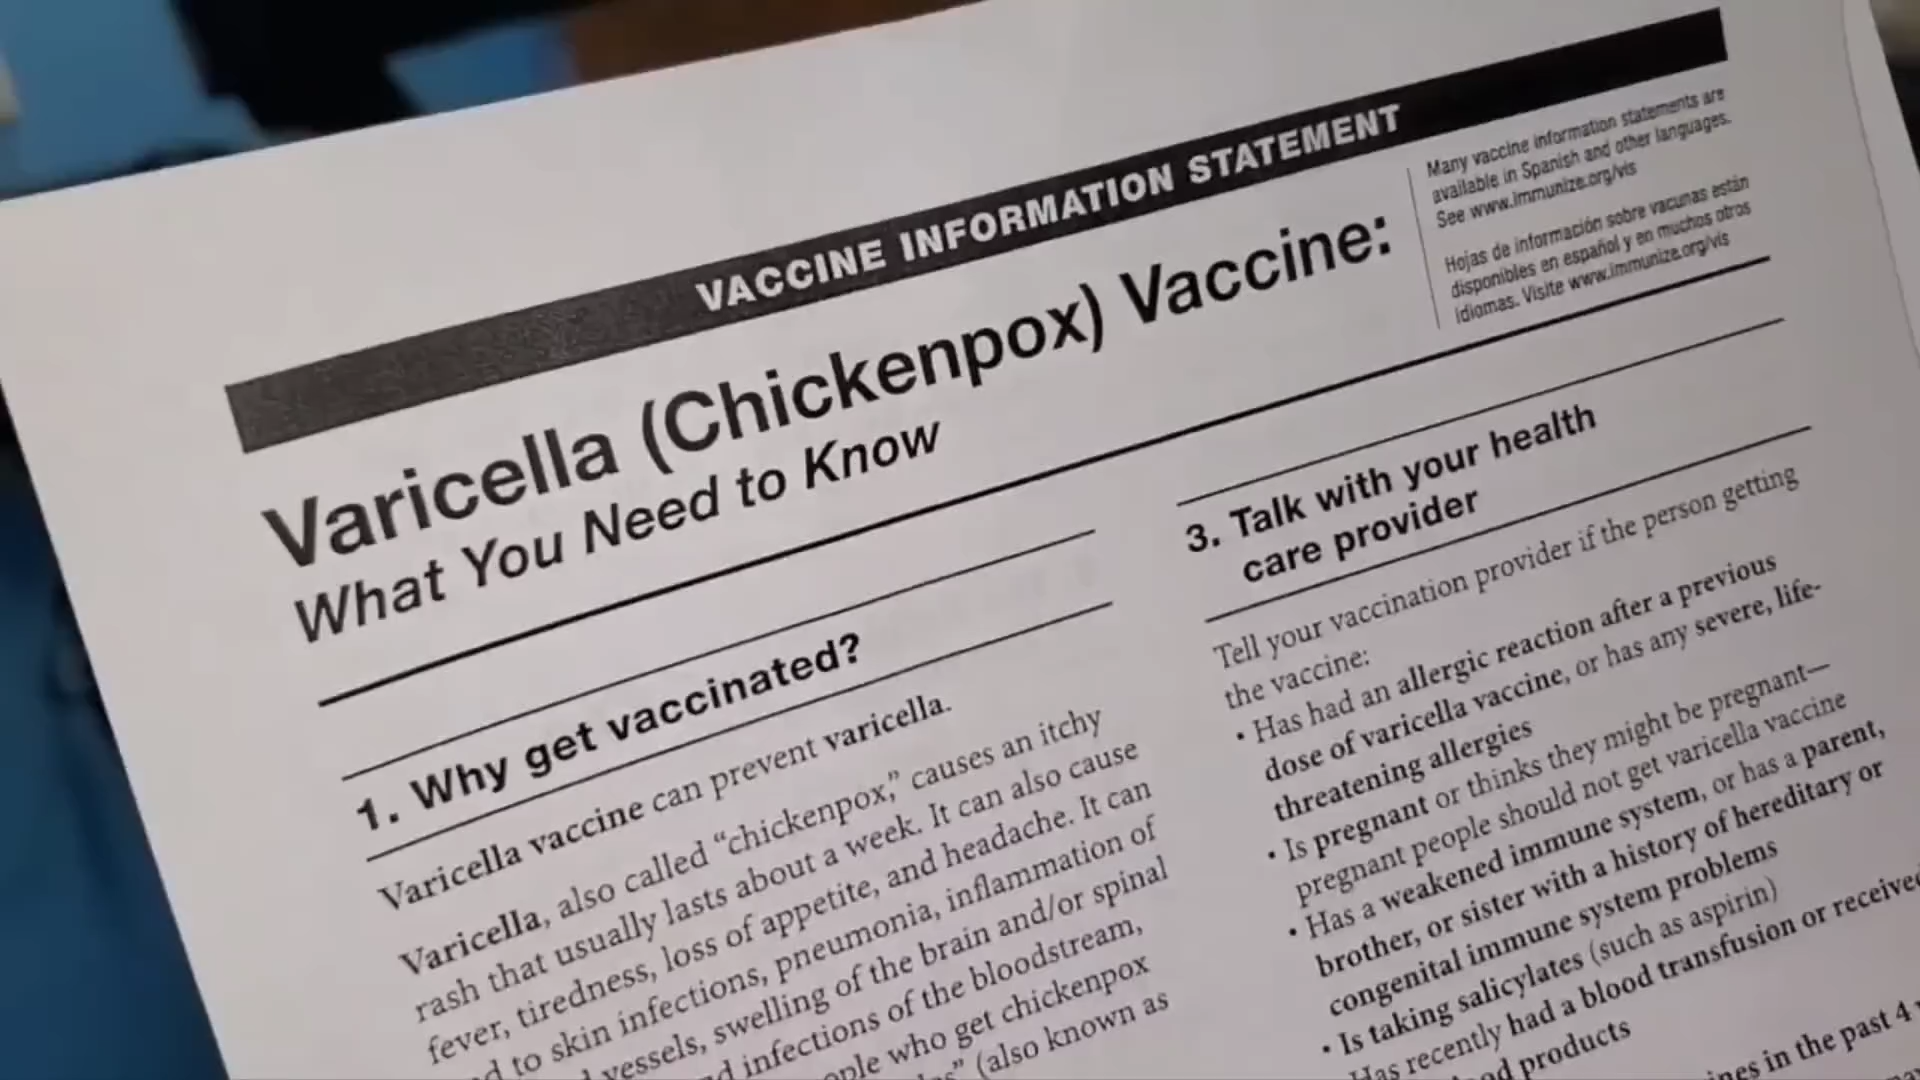 VACCINE INFORMATION STATEMENT
Varicella (Chickenpox) Vaccine:
What You Need to Know
Many vaccine information statements are
available in Spanish and other languages.
See www.immunize.org/vis
Hojas de información sobre vacunas están
disponibles en español y en muchos otros
idiomas. Visite www.immunize.org/vis
1. Why get vaccinated?
Varicella vaccine can prevent varicella.
Varicella, also called “chickenpox,” causes an itchy
rash that usually lasts about a week. It can also cause
fever, tiredness, loss of appetite, and headache. It can
to skin infections, pneumonia, inflammation of
vessels, swelling of the brain and/or spinal
infections of the bloodstream,
who get chickenpox
(also known as
3. Talk with your health
care provider
Tell your vaccination provider if the person getting
the vaccine:
• Has had an allergic reaction after a previous
dose of varicella vaccine, or has any severe, life-
threatening allergies
• Is pregnant or thinks they might be pregnant—
pregnant people should not get varicella vaccine
• Has a weakened immune system, or has a parent,
brother, or sister with a history of hereditary or
congenital immune system problems
• Is taking salicylates (such as aspirin)
Has recently had a blood transfusion or received
products
in the past 4